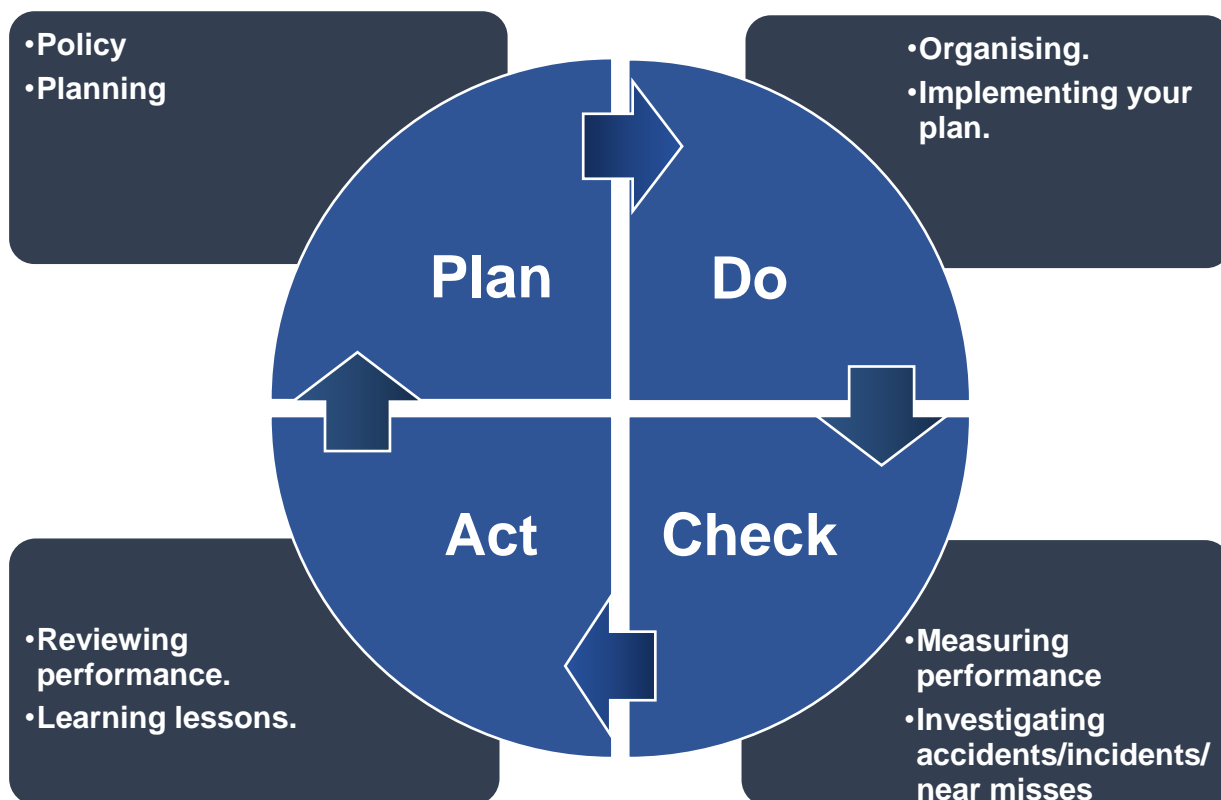 •Policy
•Planning
•Organising.
•Implementing your
plan.
Plan
Do
Act
Check
•Reviewing
performance.
•Learning lessons.
•Measuring
performance
•Investigating
accidents/incidents/
near misses